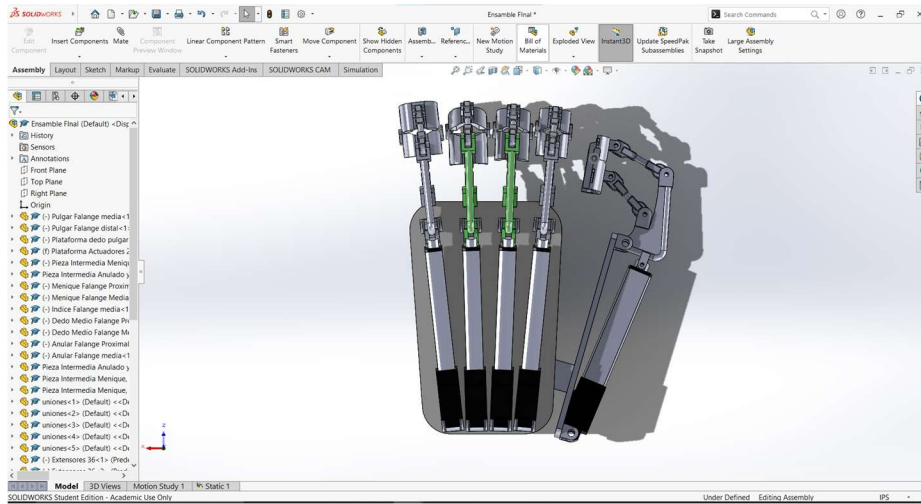 SOLIDWORKS
Ensamble FInal *
Search Commands
Edit Component
Insert Components
Mate
Component Preview Window
Linear Component Pattern
Smart Fasteners
Move Component
Show Hidden Components
Assemb...
Referenc...
New Motion Study
Bill of Materials
Exploded View
Instant3D
Update SpeedPak Subassemblies
Take Snapshot
Large Assembly Settings
Assembly Layout Sketch Markup Evaluate SOLIDWORKS Add-Ins SOLIDWORKS CAM Simulation
Ensamble FInal (Default) <Disp
History
Sensors
Annotations
Front Plane
Top Plane
Right Plane
Origin
(-) Pulgar Falange media<1
(-) Pulgar Falange distal<1>
(-) Plataforma dedo pulgar
(f) Plataforma Actuadores 2
(-) Pieza Intermedia Meniqu
Pieza Intermedia Anulado y
(-) Menique Falange Proxim
(-) Menique Falange Media
(-) Indice Falange media<1
(-) Dedo Medio Falange Pr
(-) Dedo Medio Falange Me
(-) Anular Falange Proximal
(-) Anular Falange media<1
Pieza Intermedia Anulado y
Pieza Intermedia Menique,
Pieza Intermedia Menique,
uniones<1> (Default) <<De
uniones<2> (Default) <<De
uniones<3> (Default) <<De
uniones<4> (Default) <<De
uniones<5> (Default) <<De
(-) Extensores 36<1> (Pred
z
Model 3D Views Motion Study 1 Static 1
SOLIDWORKS Student Edition - Academic Use Only
Under Defined Editing Assembly IPS